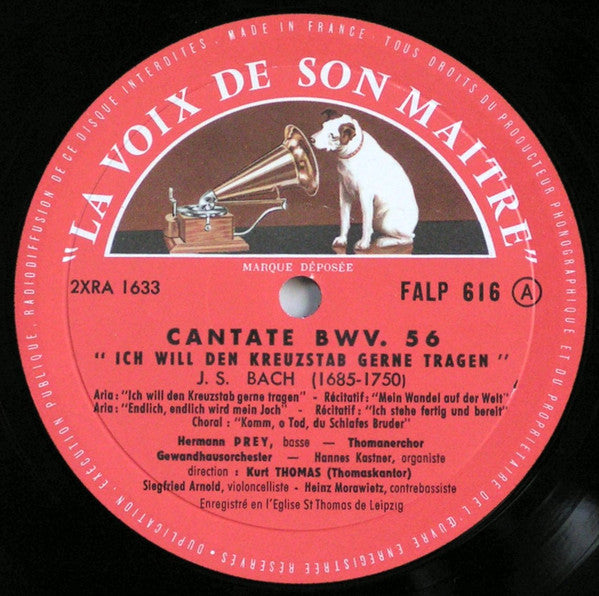 MADE IN FRANCE · TOUS DROITS DU PRODUCTEUR PHONOGRAPHIQUE ET DU PROPRIÉTAIRE DE L'ŒUVRE ENREGISTRÉE RÉSERVÉS · DUPLICATION · EXÉCUTION PUBLIQUE, RADIODIFFUSION DE CE DISQUE INTERDITES ·
"LA VOIX DE SON MAITRE"
MARQUE DÉPOSÉE
2XRA 1633
FALP 616 A
CANTATE BWV. 56
" ICH WILL DEN KREUZSTAB GERNE TRAGEN "
J. S. BACH (1685-1750)
Aria : "Ich will den Kreuzstab gerne tragen" - Récitatif : "Mein Wandel auf der Welt"
Aria : "Endlich, endlich wird mein Joch" - Récitatif : "Ich stehe fertig und bereit"
Choral : "Komm, o Tod, du Schlafes Bruder"
Hermann PREY, basse — Thomanerchor
Gewandhausorchester — Hannes Kastner, organiste
direction : Kurt THOMAS (Thomaskantor)
Siegfried Arnold, violoncelliste - Heinz Morawietz, contrebassiste
Enregistré en l'Eglise St Thomas de Leipzig